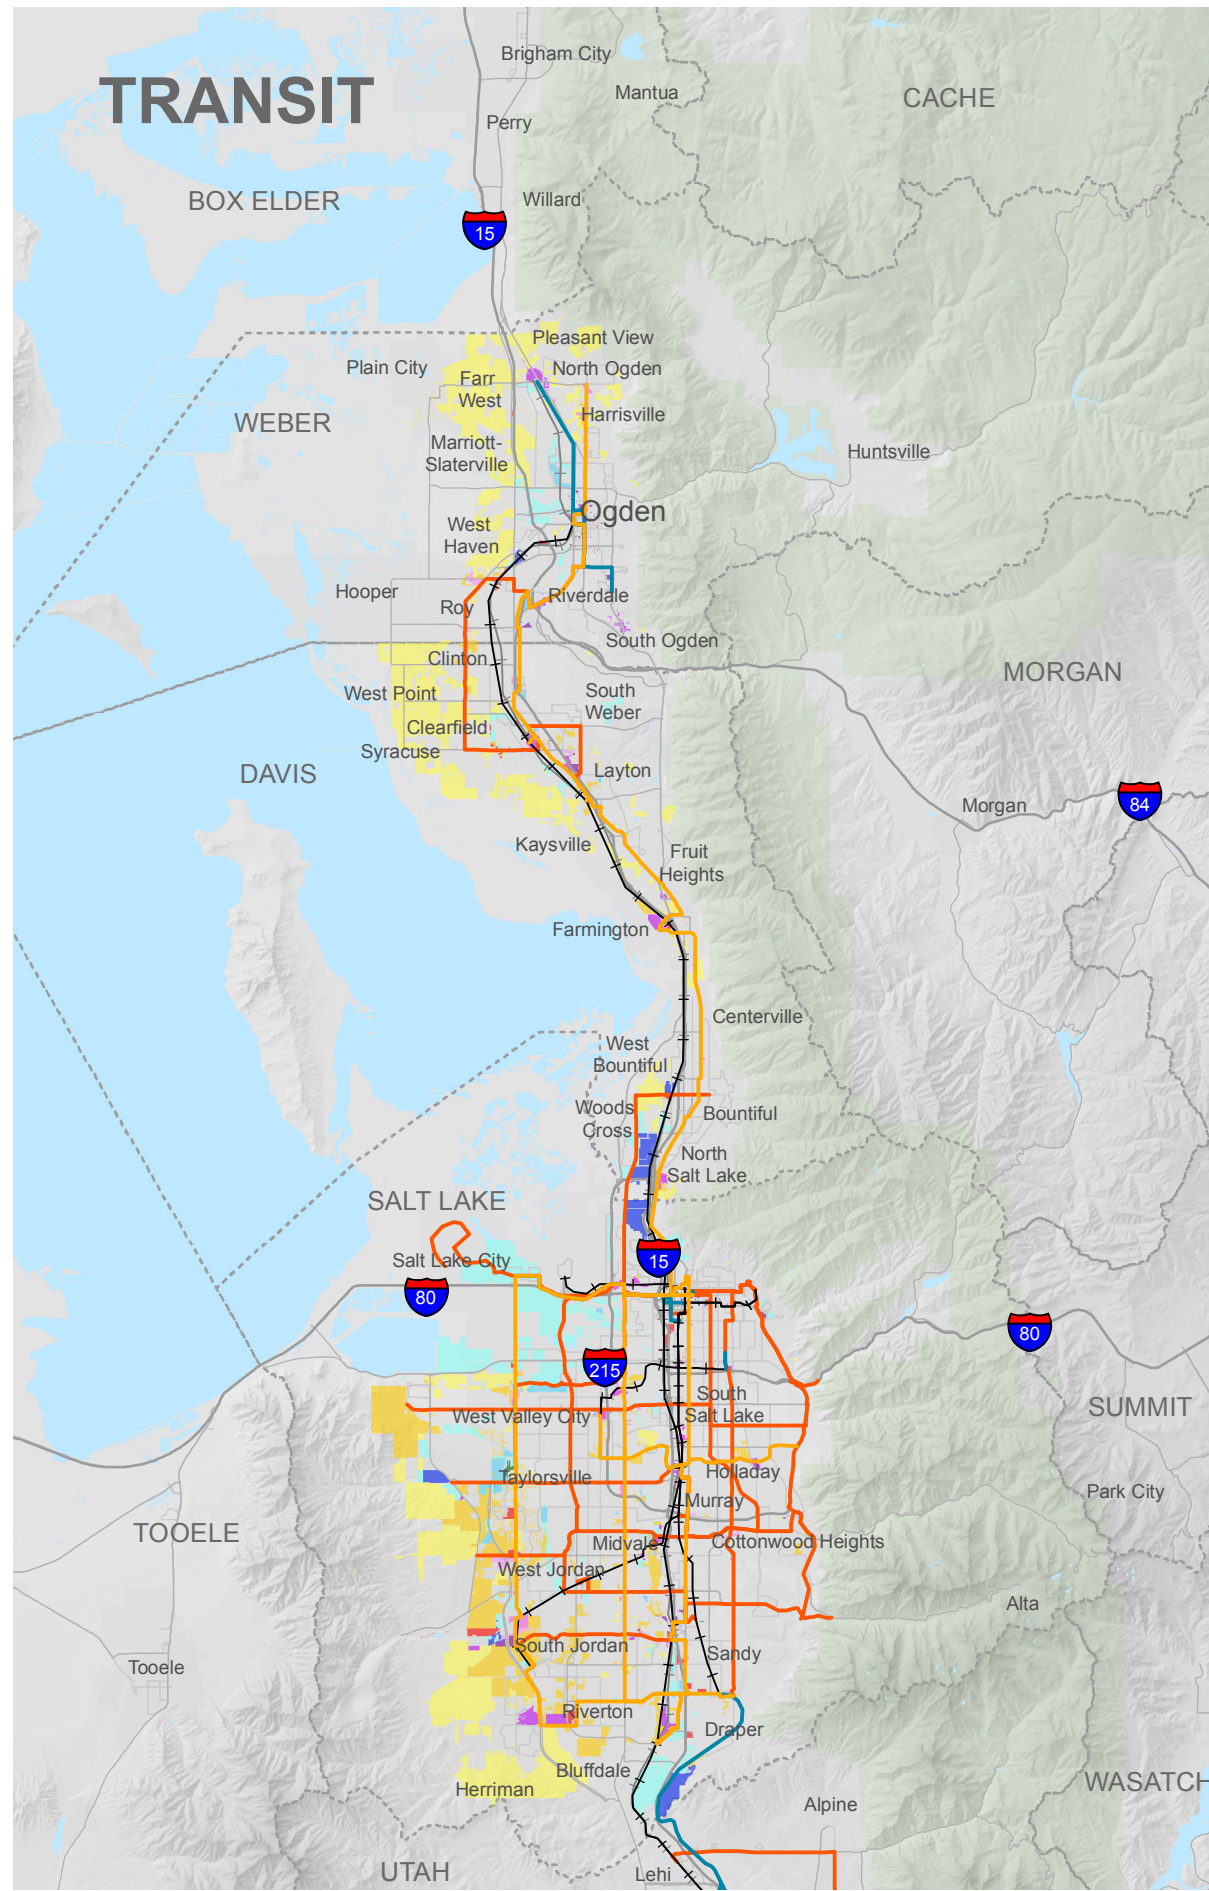 Brigham City
TRANSIT
Mantua
CACHE
Perry
BOX ELDER
Willard
15
Pleasant View
Plain City
North Ogden
Farr
West
WEBER
Harrisville
Marriott-
Slaterville
Huntsville
Ogden
West
Haven
Hooper
Roy
Riverdale
South Ogden
Clinton
MORGAN
West Point
South
Weber
Clearfield
Syracuse
DAVIS
Layton
Morgan
84
Kaysville
Fruit
Heights
Farmington
Centerville
West
Bountiful
Woods
Cross
Bountiful
North
Salt Lake
SALT LAKE
Salt Lake City
15
80
80
215
South
Salt Lake
West Valley City
SUMMIT
Taylorsville
Holladay
Park City
Murray
TOOELE
Midvale
Cottonwood Heights
West Jordan
Alta
South Jordan
Sandy
Tooele
Riverton
Draper
Bluffdale
Herriman
WASATCH
Alpine
UTAH
Lehi